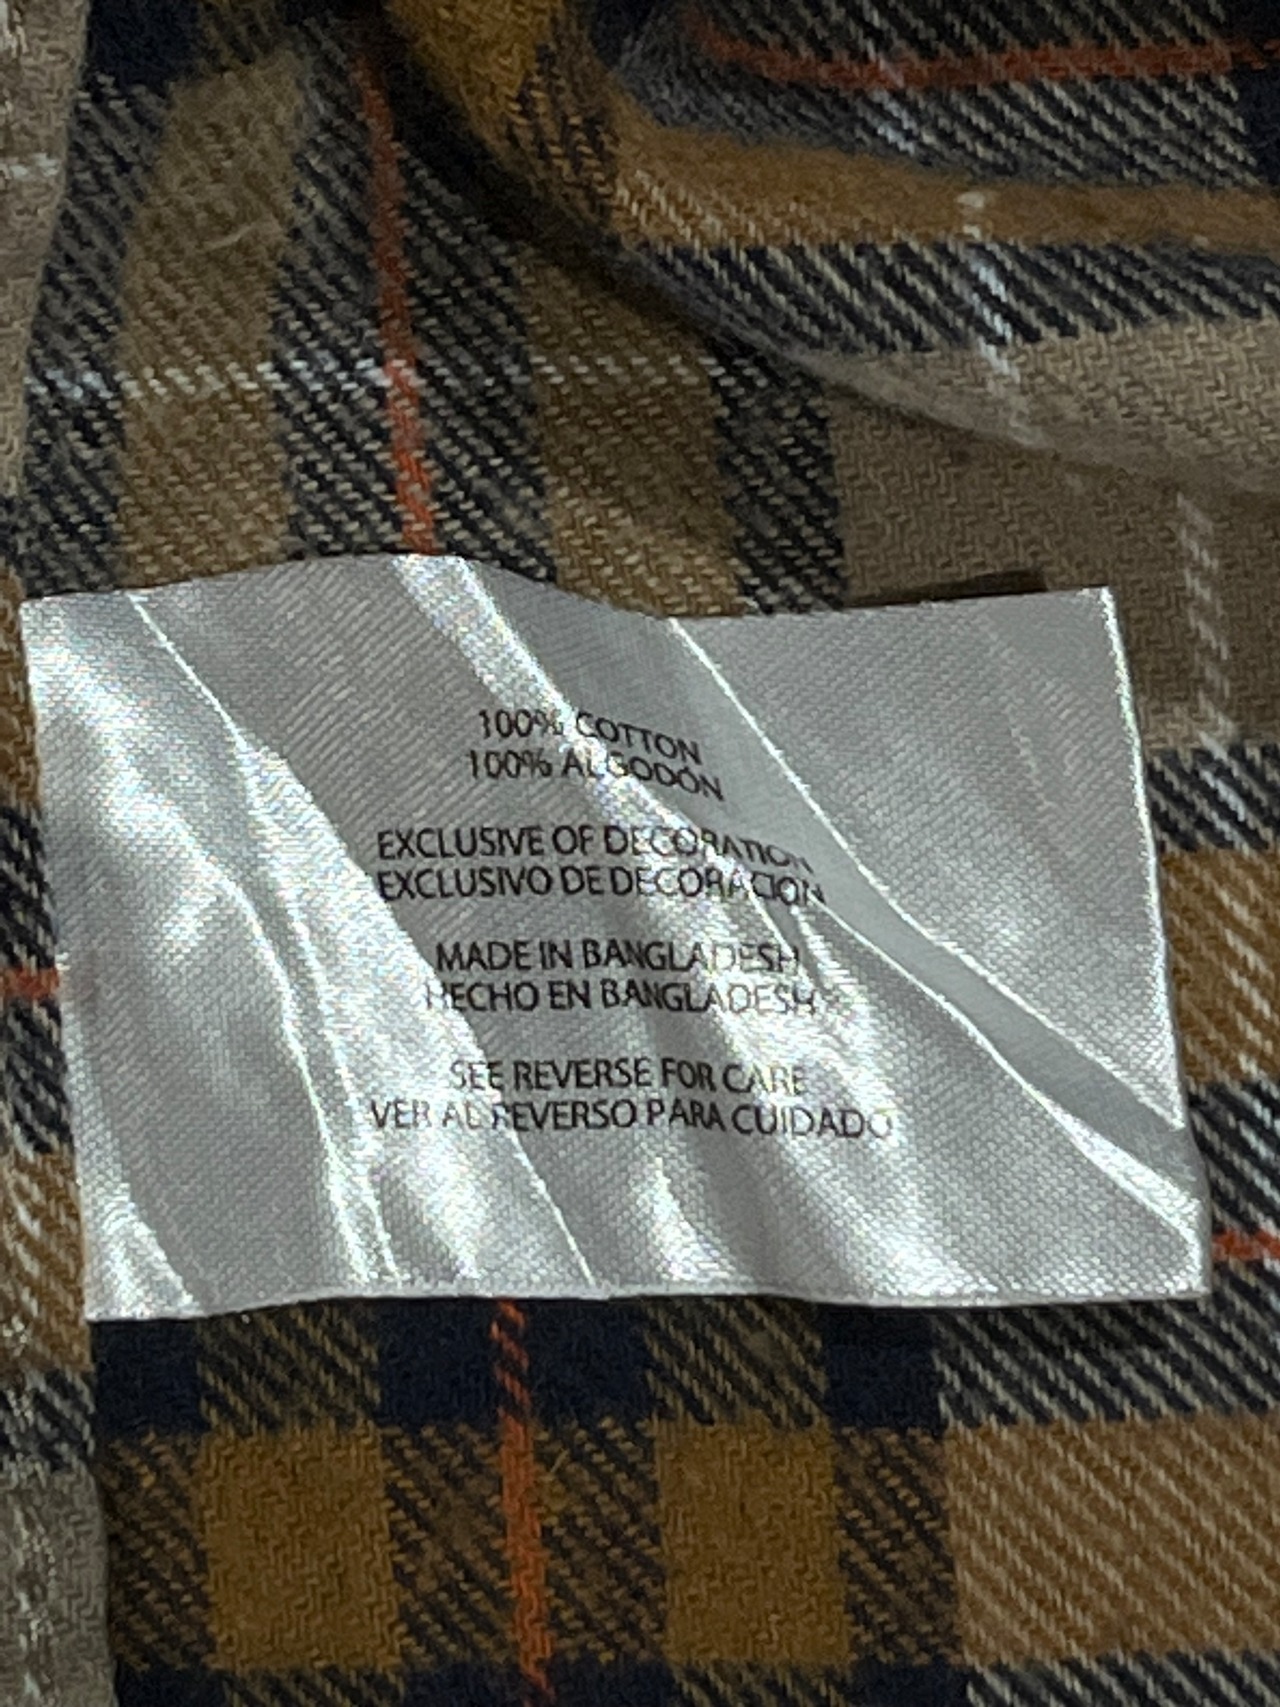 100% COTTON
100% ALGODÓN
EXCLUSIVE OF DECORATION
EXCLUSIVO DE DECORACIÓN
MADE IN BANGLADESH
HECHO EN BANGLADESH
SEE REVERSE FOR CARE
VER AL REVERSO PARA CUIDADO